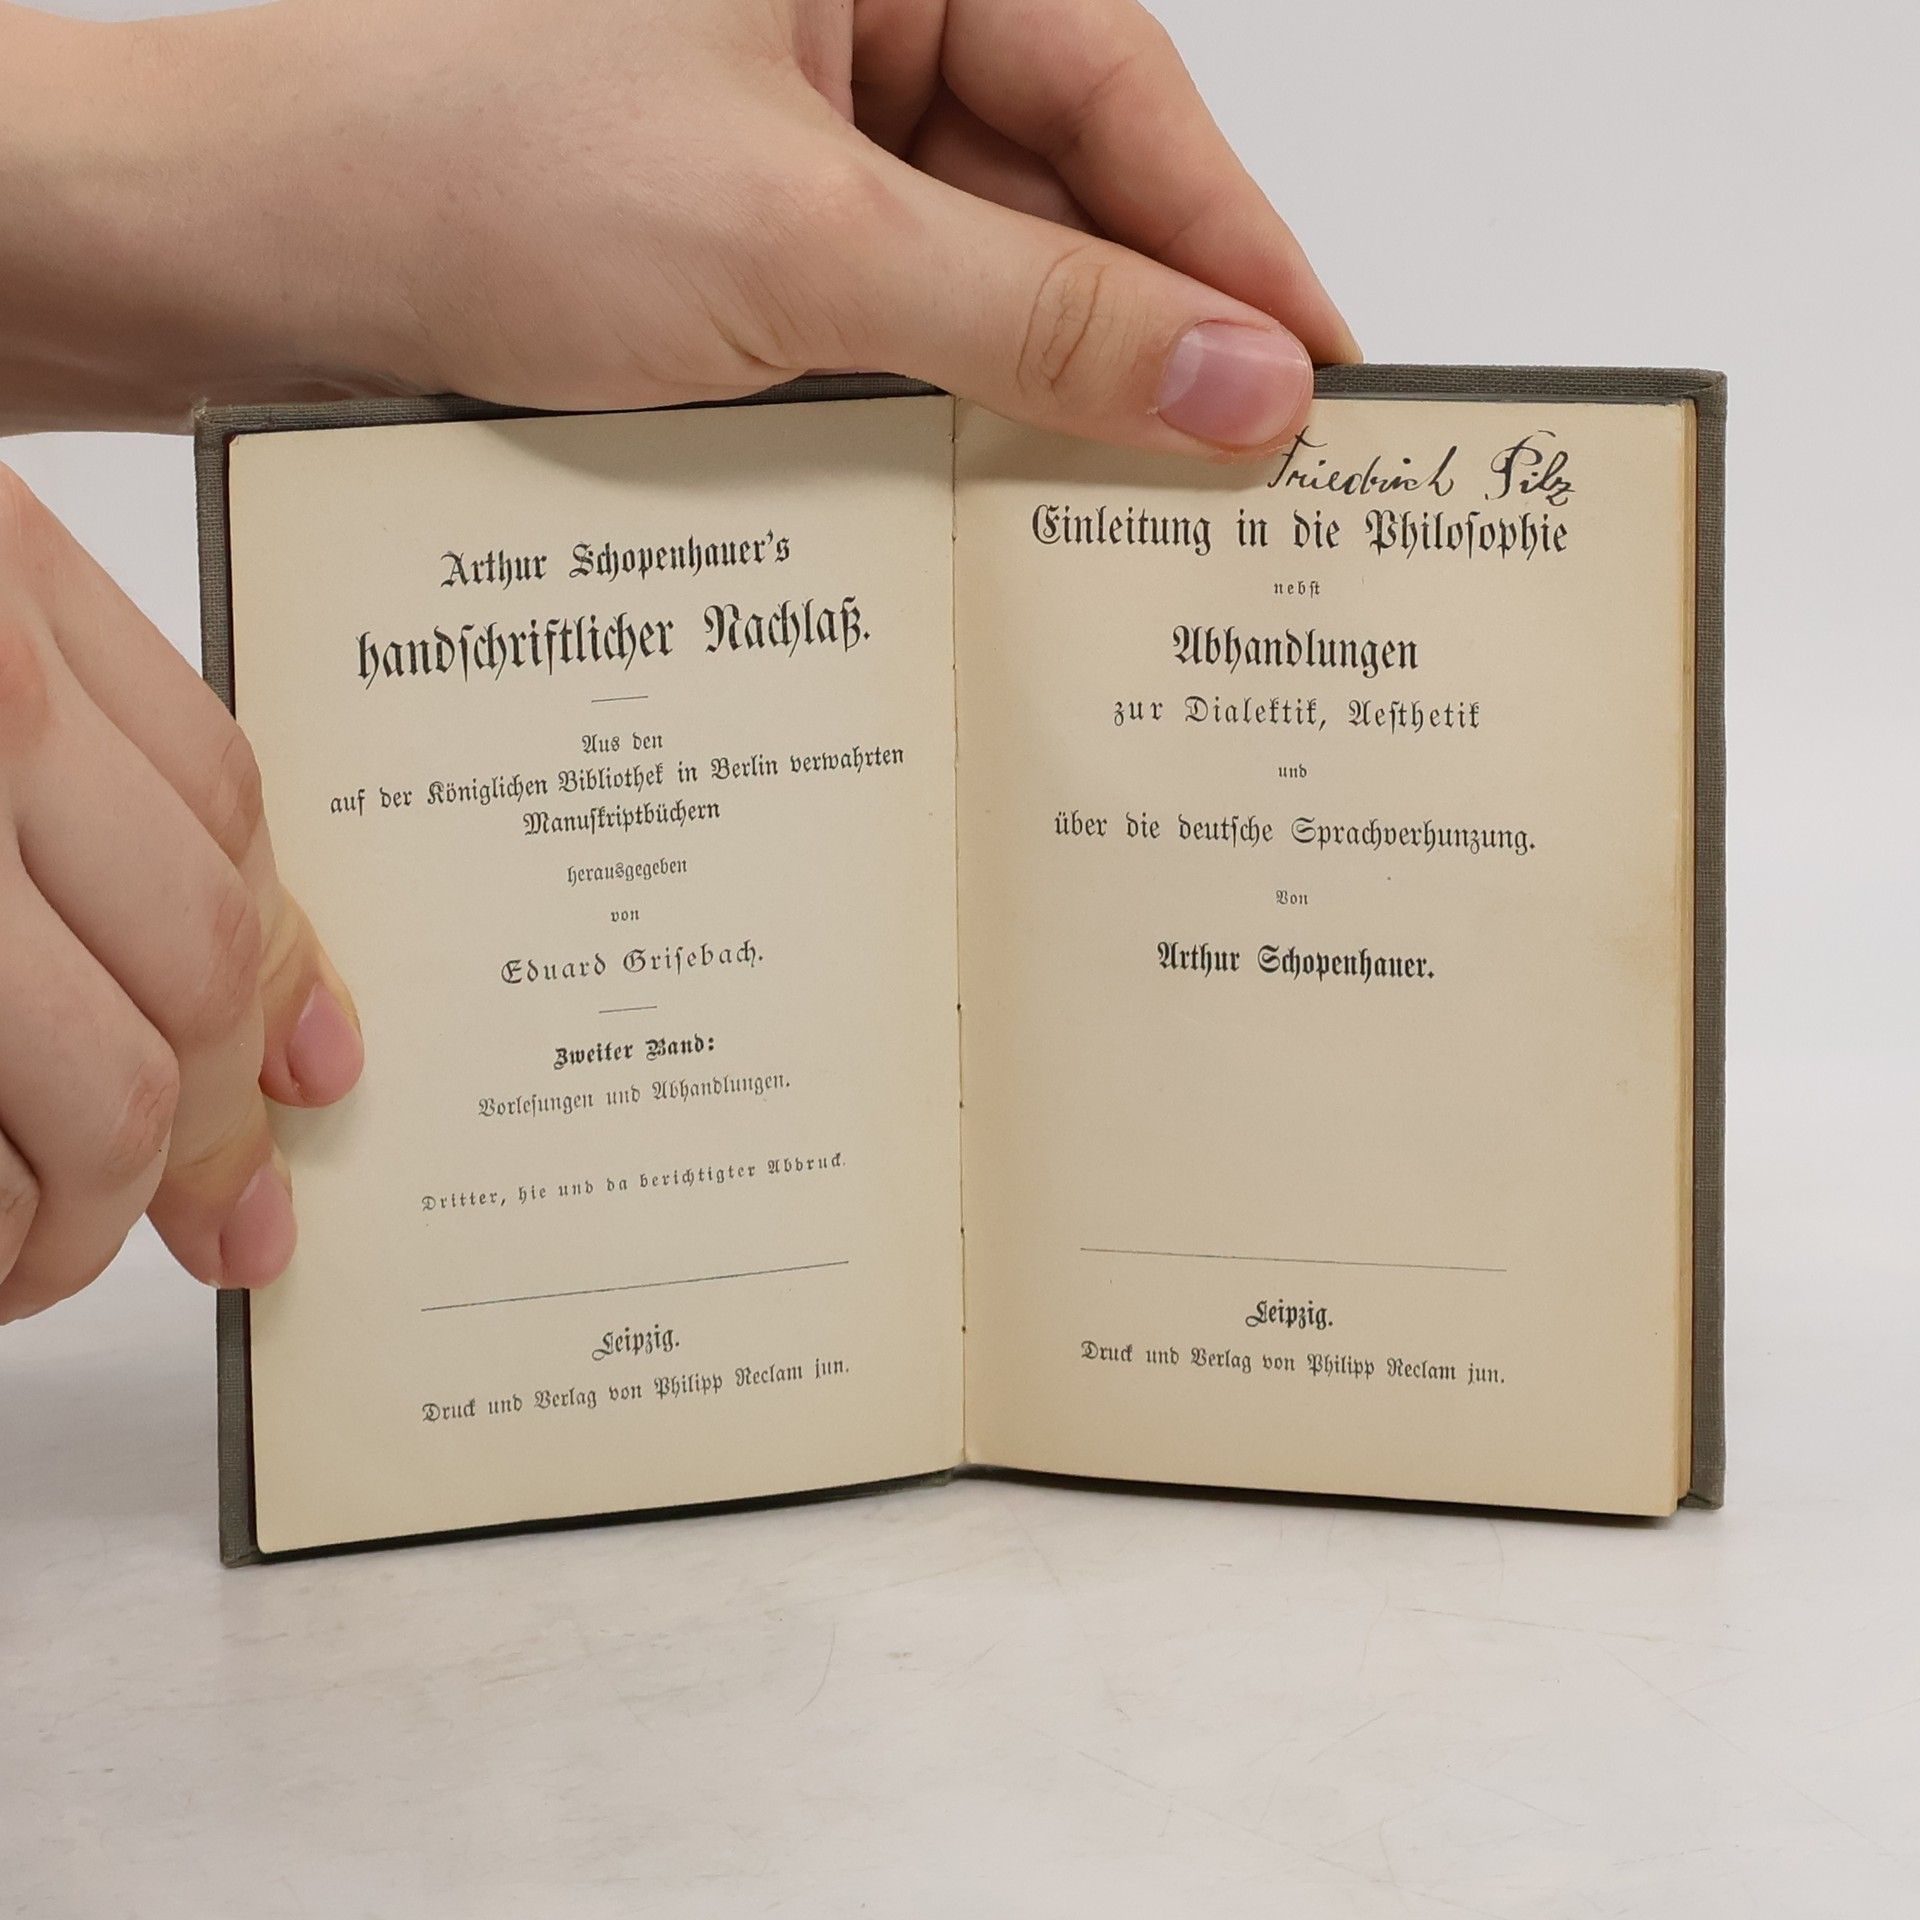 Arthur Schopenhauer's
handſchriftlicher Nachlaß.
Aus den
auf der Königlichen Bibliothek in Berlin verwahrten
Manuſkriptbüchern
herausgegeben
von
Eduard Griſebach.
Zweiter Band:
Vorleſungen und Abhandlungen.
Dritter, hie und da berichtigter Abdruck.
Leipzig.
Druck und Verlag von Philipp Reclam jun.
Friedrich Pilz
Einleitung in die Philoſophie
nebſt
Abhandlungen
zur Dialektik, Aeſthetik
und
über die deutſche Sprachverhunzung.
Von
Arthur Schopenhauer.
Leipzig.
Druck und Verlag von Philipp Reclam jun.